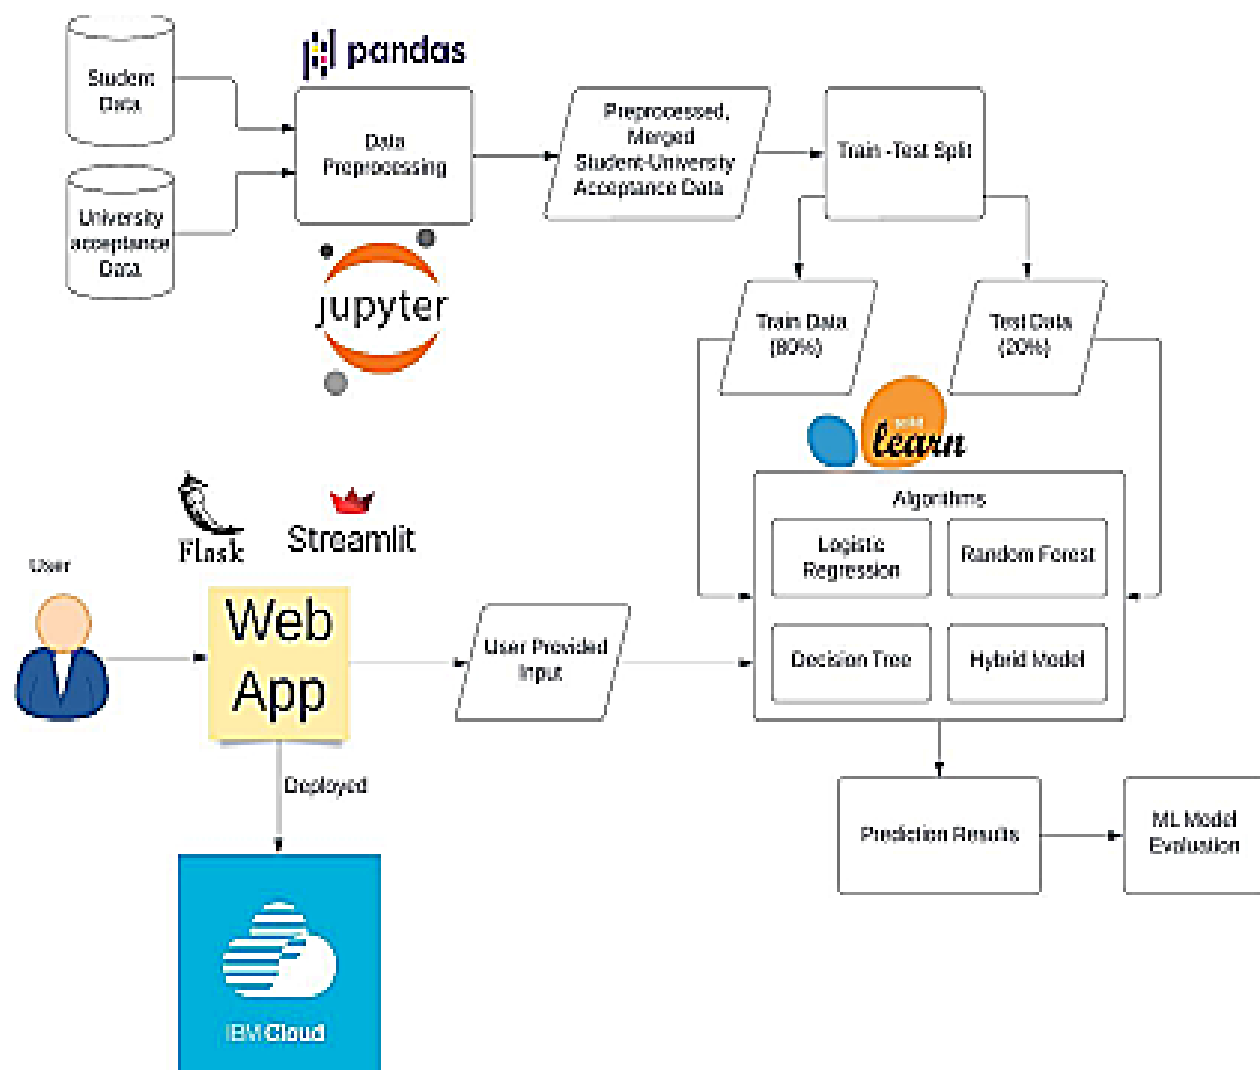 pandas
Student
Data
Data
Preprocessing
Preprocessed,
Merged
Student-University
Acceptance Data
Train -Test Split
University
acceptance
Data
jupyter
Train Data
(80%)
Test Data
(20%)
learn
Algorithms
Logistic
Regression
Random Forest
Decision Tree
Hybrid Model
Flask
Streamlit
User
Web
App
User Provided
Input
Deployed
Prediction Results
ML Model
Evaluation
IBM Cloud